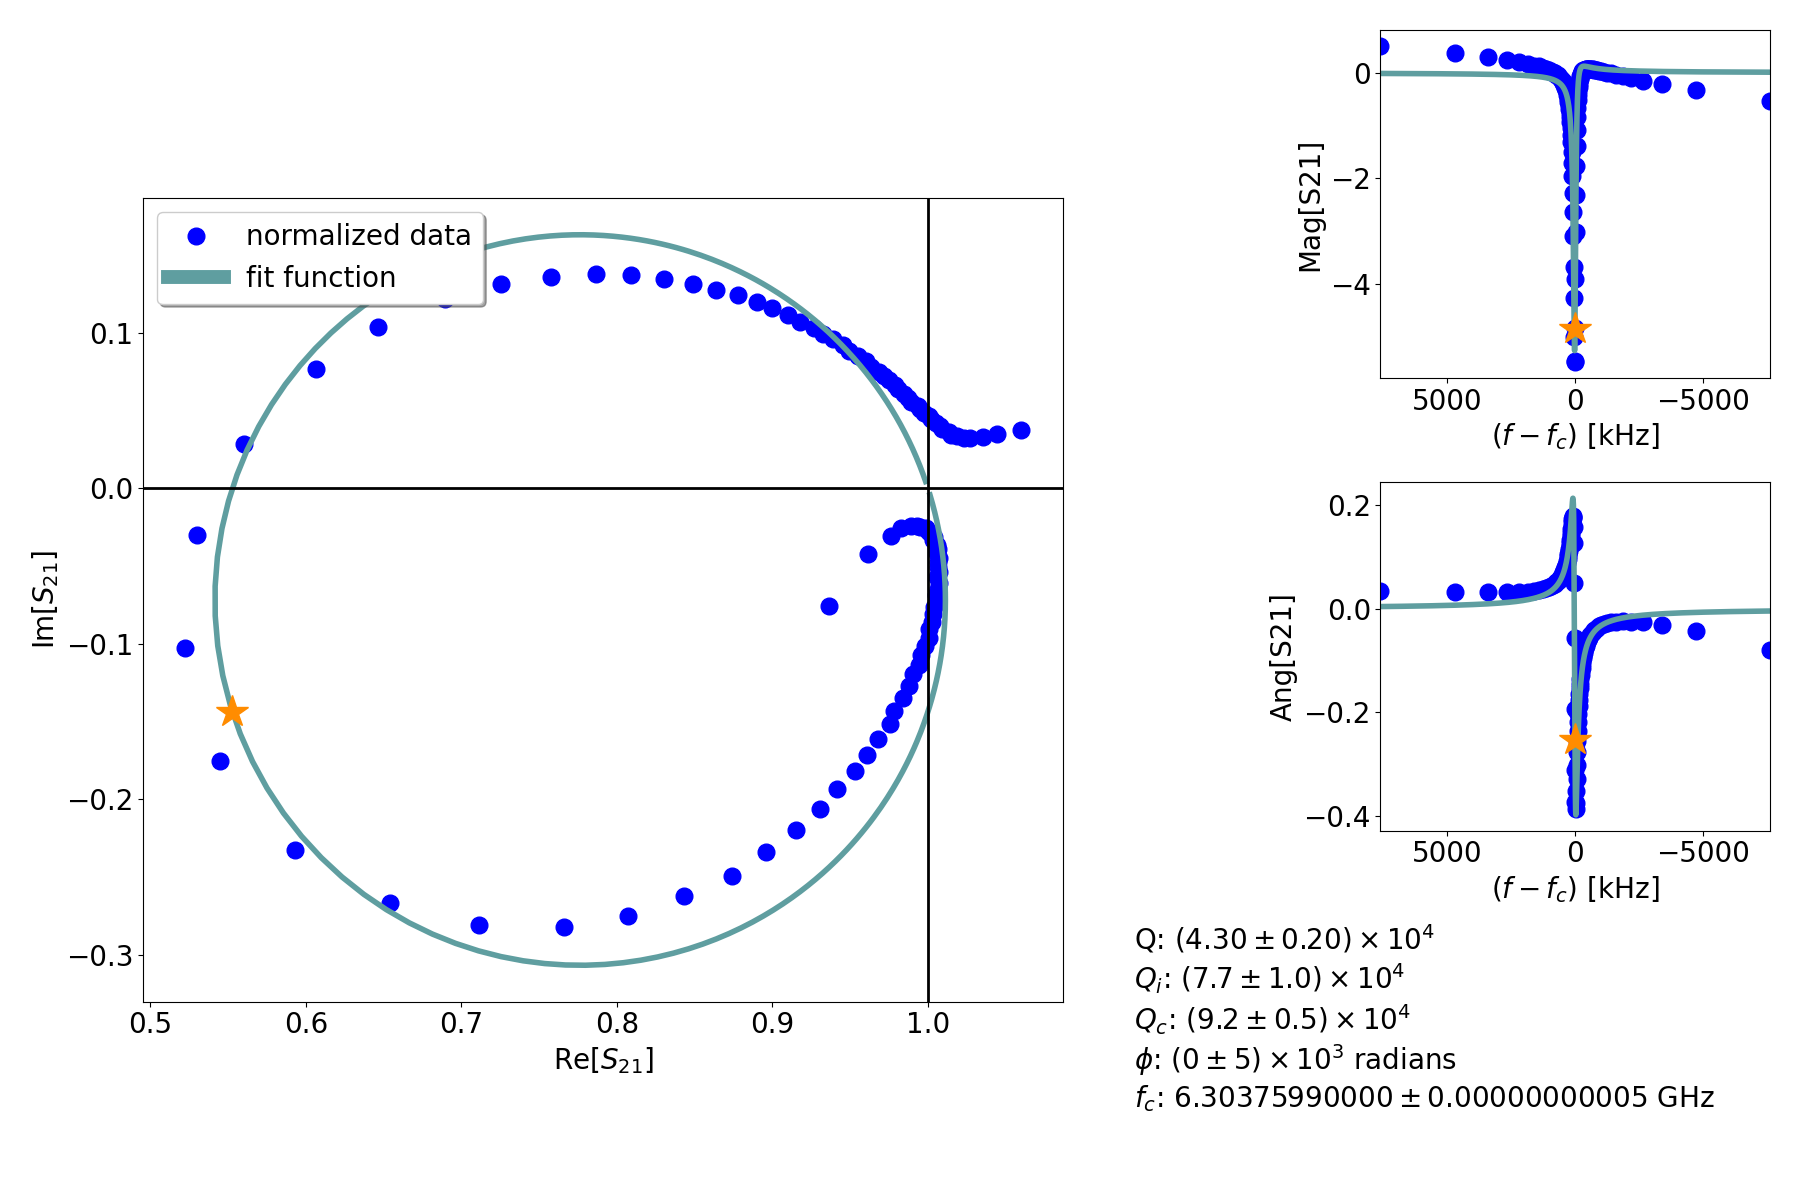 normalized data
fit function
0.1
0.0
−0.1
−0.2
−0.3
Im[S21]
0.5 0.6 0.7 0.8 0.9 1.0
Re[S21]
0
−2
−4
Mag[S21]
5000 0 −5000
(f − fc) [kHz]
0.2
0.0
−0.2
−0.4
Ang[S21]
5000 0 −5000
(f − fc) [kHz]
Q: (4.30 ± 0.20) × 10^4
Qi: (7.7 ± 1.0) × 10^4
Qc: (9.2 ± 0.5) × 10^4
ϕ: (0 ± 5) × 10^3 radians
fc: 6.30375990000 ± 0.00000000005 GHz